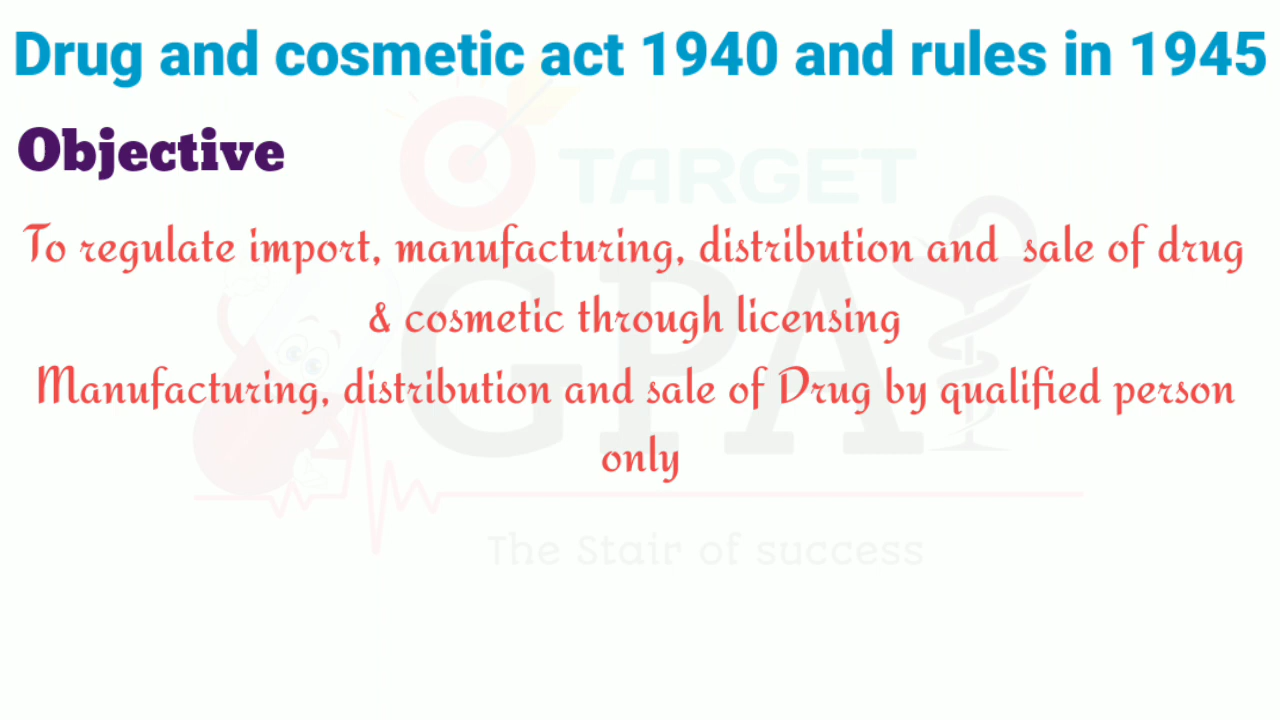 Drug and cosmetic act 1940 and rules in 1945
Objective
TARGET
To regulate import, manufacturing, distribution and sale of drug
& cosmetic through licensing
GPA
Manufacturing, distribution and sale of Drug by qualified person
only
The Stair of success